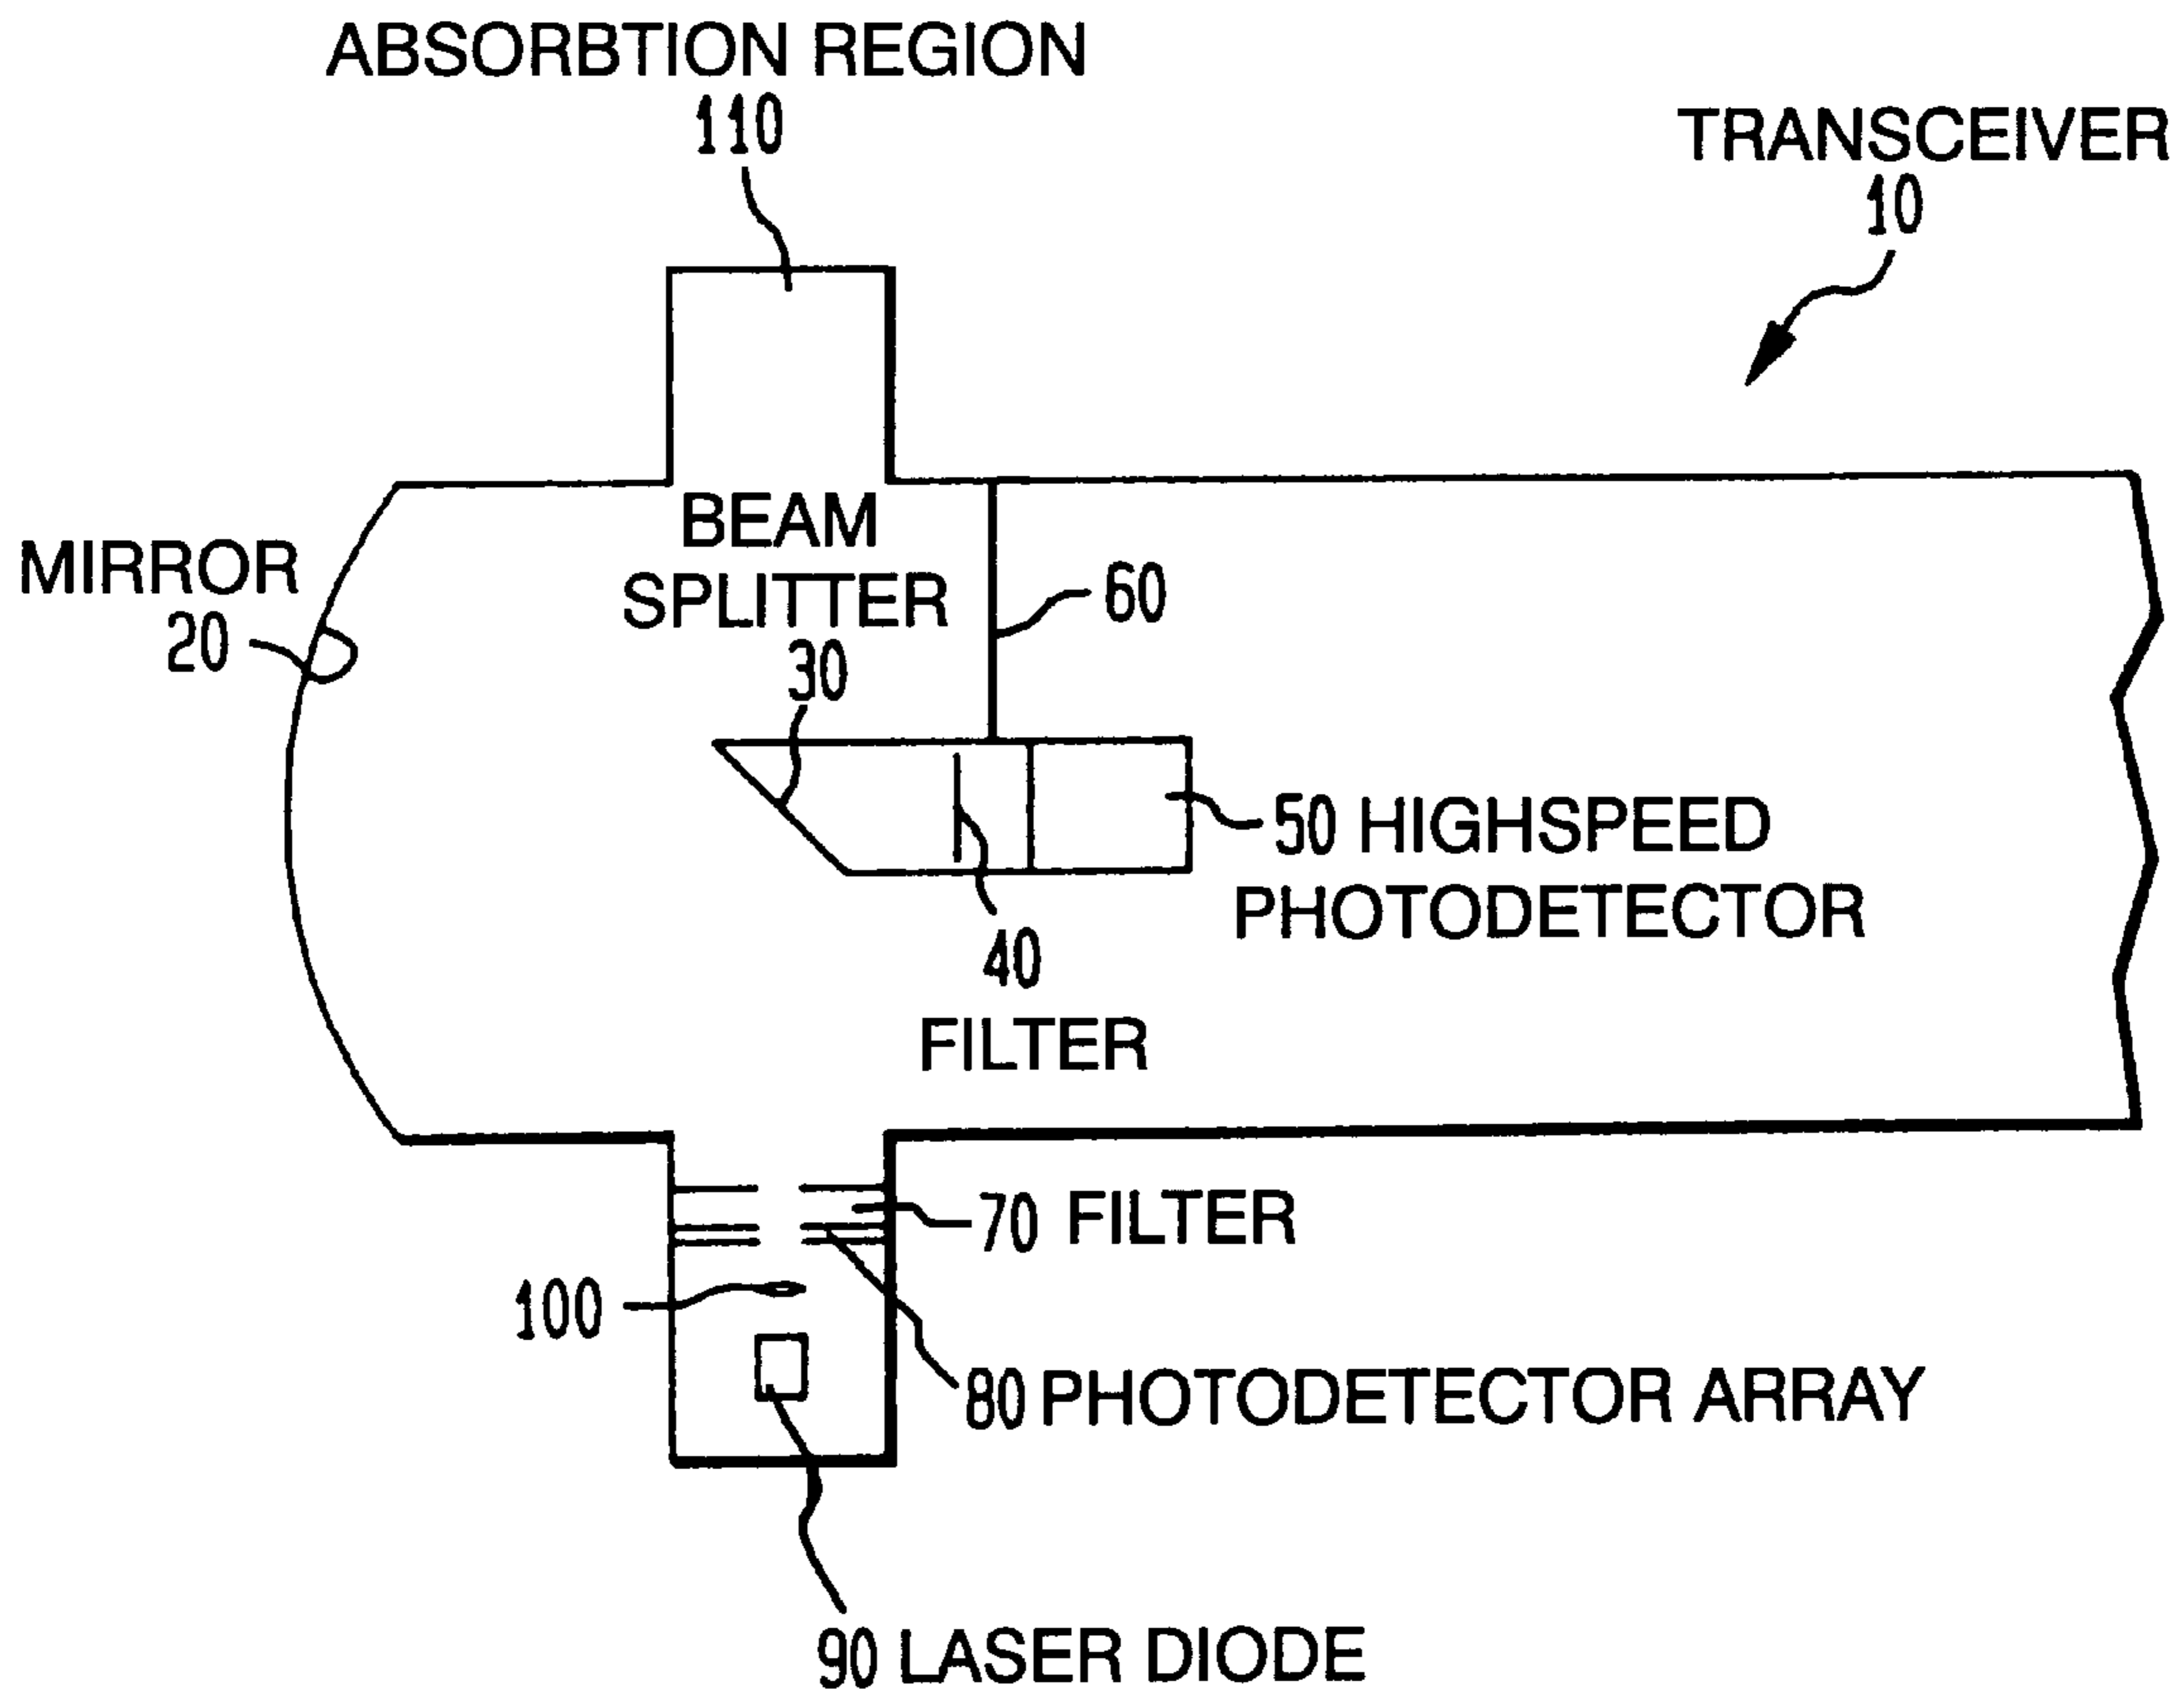 ABSORBTION REGION
110
TRANSCEIVER
10
MIRROR
20
BEAM
SPLITTER
30
60
50 HIGHSPEED
PHOTODETECTOR
40
FILTER
70 FILTER
100
80 PHOTODETECTOR ARRAY
90 LASER DIODE